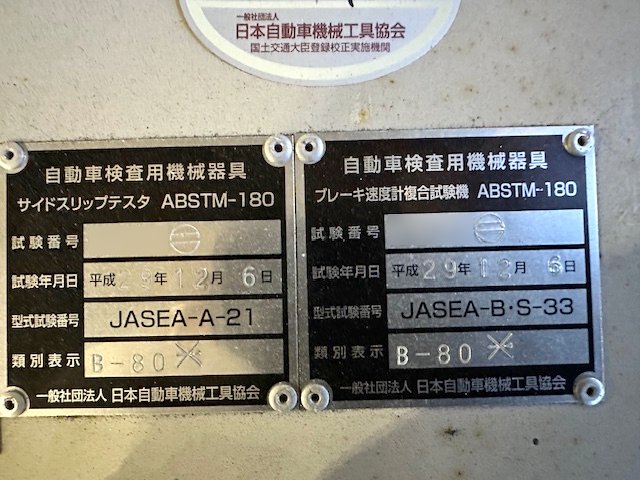 一般社団法人
日本自動車機械工具協会
国土交通大臣登録校正実施機関
自動車検査用機械器具
サイドスリップテスタ ABSTM-180
試験番号
試験年月日 平成29年12月6日
型式試験番号 JASEA-A-21
類別表示 B-80
一般社団法人 日本自動車機械工具協会
自動車検査用機械器具
ブレーキ速度計複合試験機 ABSTM-180
試験番号
試験年月日 平成29年12月6日
型式試験番号 JASEA-B・S-33
類別表示 B-80
一般社団法人 日本自動車機械工具協会